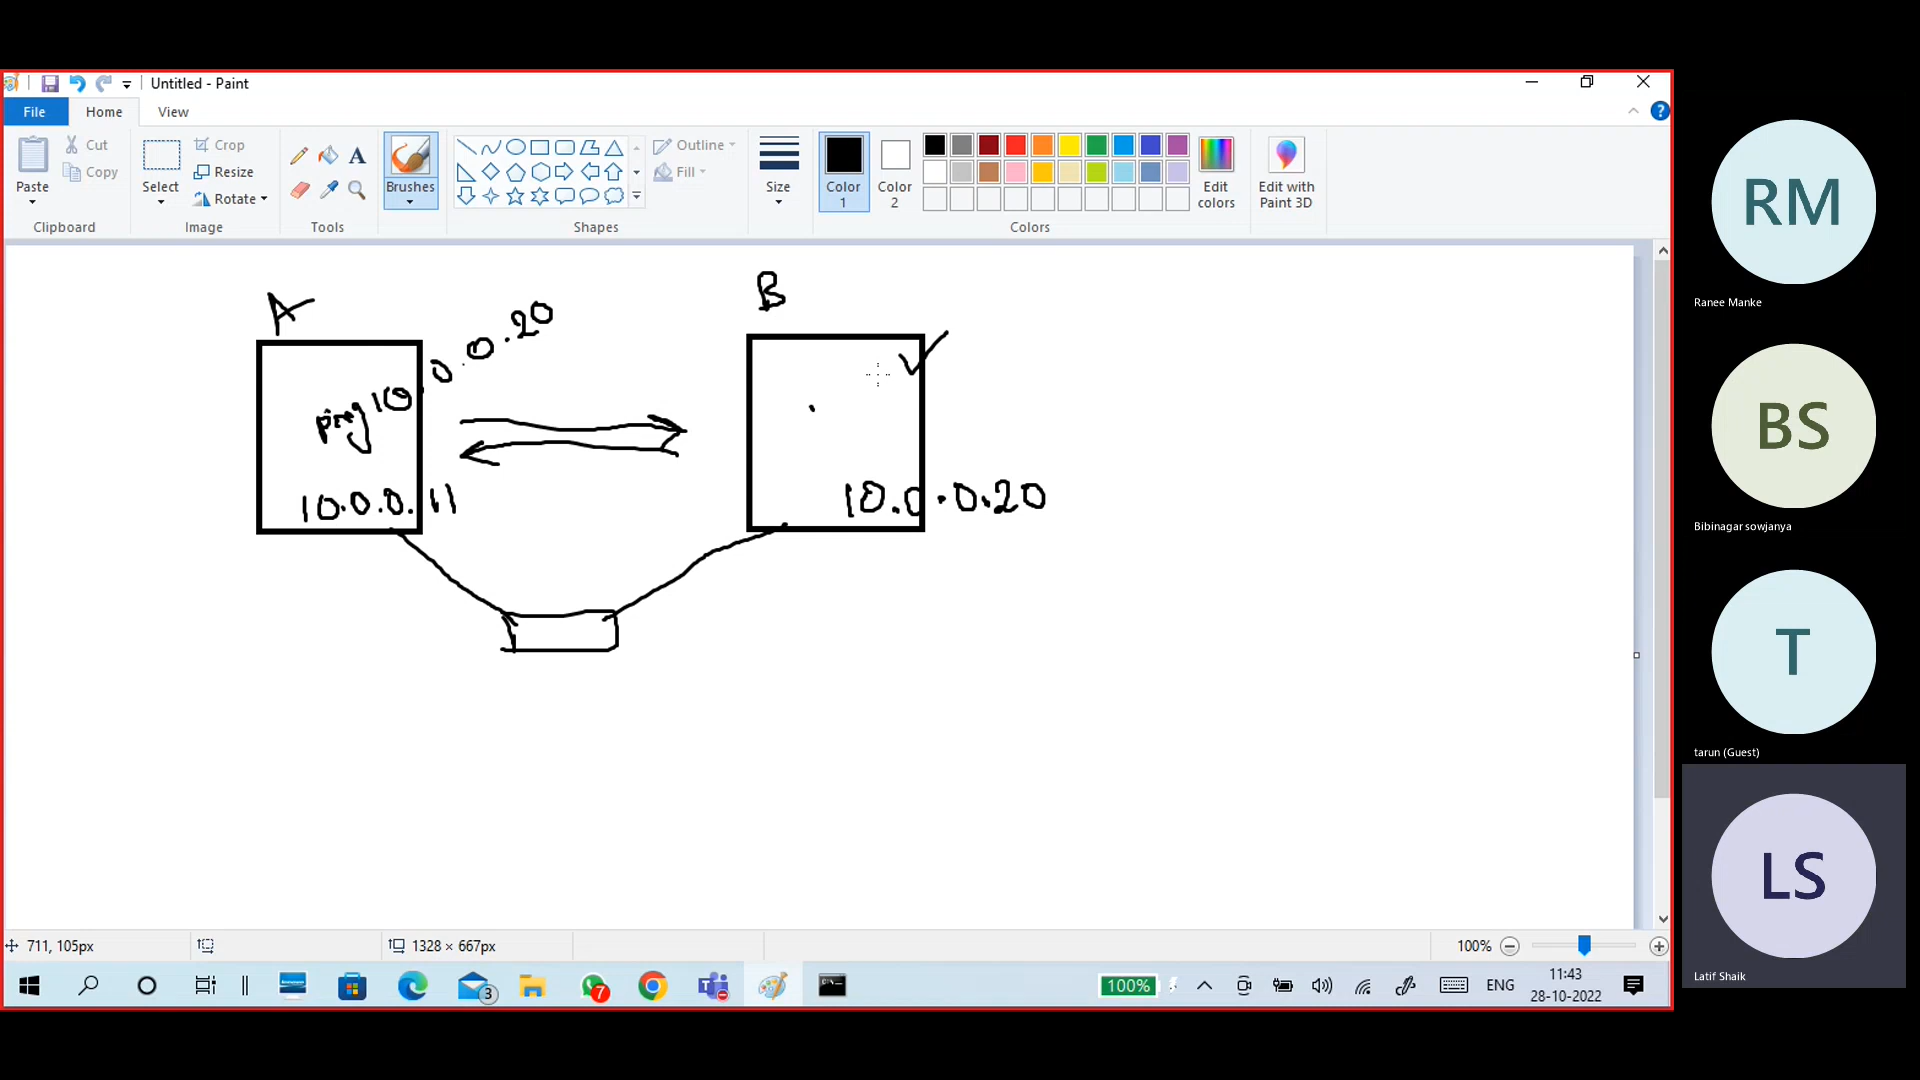 Untitled - Paint
File
Home
View
Paste
Cut
Copy
Clipboard
Select
Crop
Resize
Rotate
Image
A
Tools
Brushes
Outline
Fill
Shapes
Size
Color
1
Color
2
Edit
colors
Edit with
Paint 3D
Colors
?
A
B
ping 10.0.0.0.20
10.0.0.11
10.0.0.20
711, 105px
1328 × 667px
100%
3
7
100%
ENG
11:43
28-10-2022
RM
Ranee Manke
BS
Bibinagar sowjanya
T
tarun (Guest)
LS
Latif Shaik